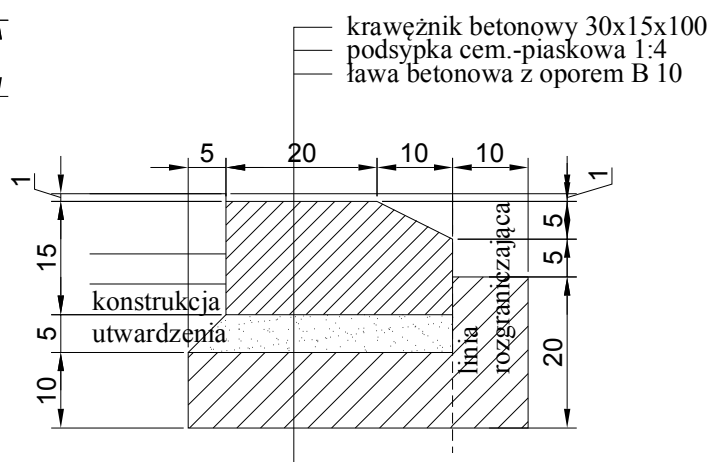 krawężnik betonowy 30x15x100
podsypka cem.-piaskowa 1:4
ława betonowa z oporem B 10
5 20 10 10
1
1
15
5
10
5
5
20
konstrukcja
utwardzenia
linia
rozgraniczająca